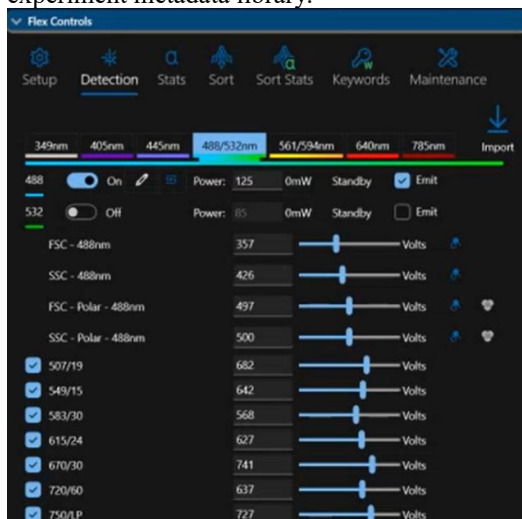 experiment metadata library.
Flex Controls
Setup Detection Stats Sort Sort Stats Keywords Maintenance
349nm 405nm 445nm 488/532nm 561/594nm 640nm 785nm Import
488 On Power: 125 0mW Standby Emit
532 Off Power: 85 0mW Standby Emit
FSC - 488nm 357 Volts
SSC - 488nm 426 Volts
FSC - Polar - 488nm 497 Volts
SSC - Polar - 488nm 500 Volts
507/19 682 Volts
549/15 642 Volts
583/30 568 Volts
615/24 627 Volts
670/30 741 Volts
720/60 637 Volts
750/LP 727 Volts